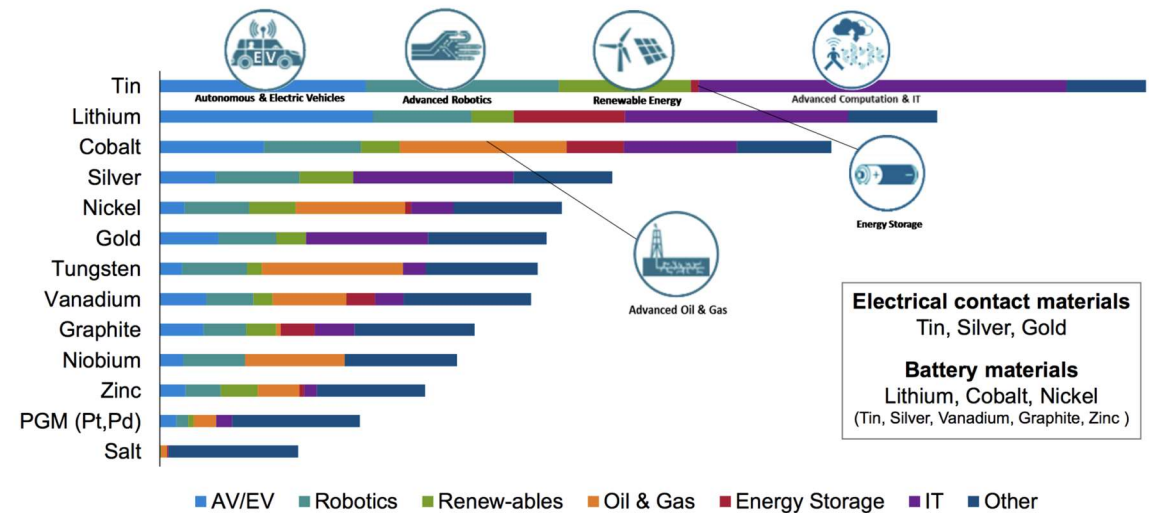 EV
Tin
Autonomous & Electric Vehicles
Advanced Robotics
Renewable Energy
Advanced Computation & IT
Lithium
Cobalt
Silver
Energy Storage
Nickel
Gold
Tungsten
Vanadium
Advanced Oil & Gas
Graphite
Niobium
Zinc
PGM (Pt,Pd)
Salt
Electrical contact materials
Tin, Silver, Gold
Battery materials
Lithium, Cobalt, Nickel
(Tin, Silver, Vanadium, Graphite, Zinc )
AV/EV Robotics Renew-ables Oil & Gas Energy Storage IT Other